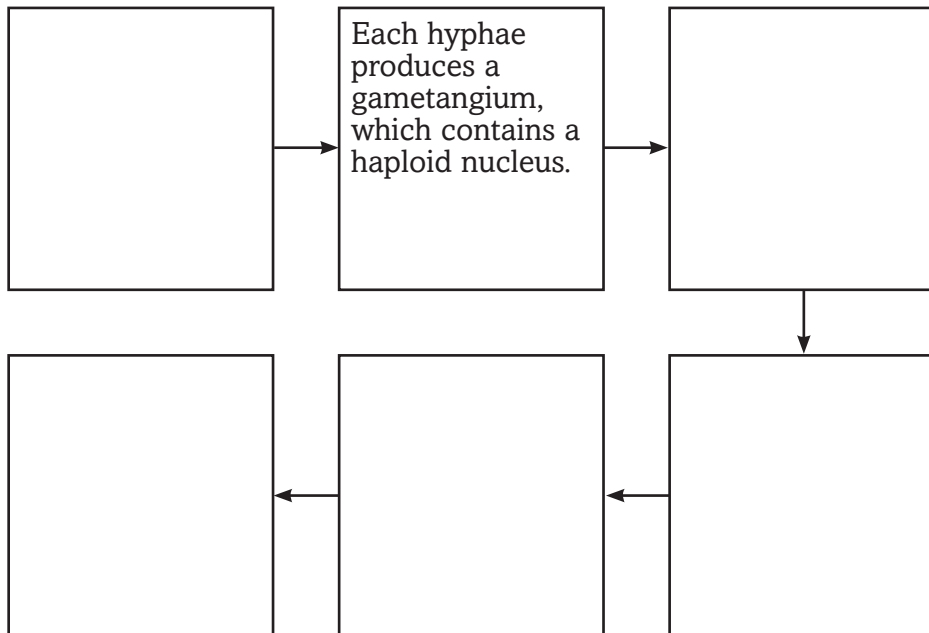 Each hyphae
produces a
gametangium,
which contains a
haploid nucleus.